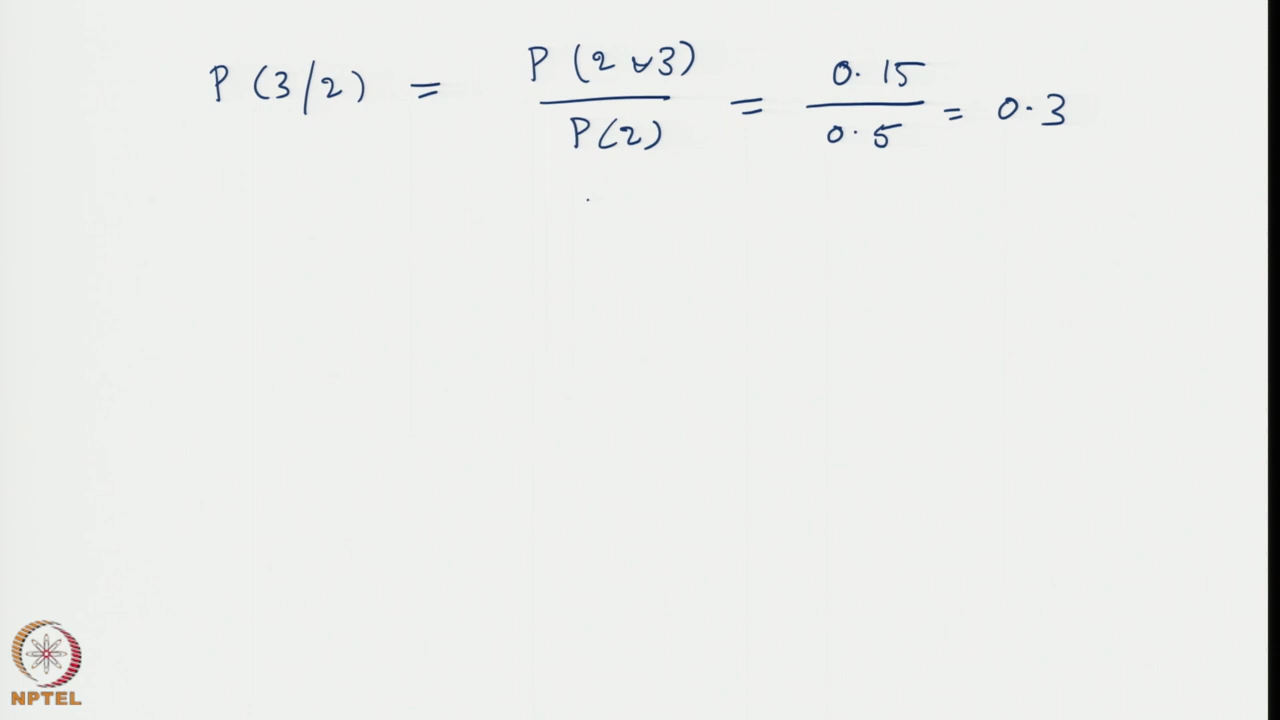 P (3/2) = P (2 ∪ 3) / P(2) = 0.15 / 0.5 = 0.3
NPTEL